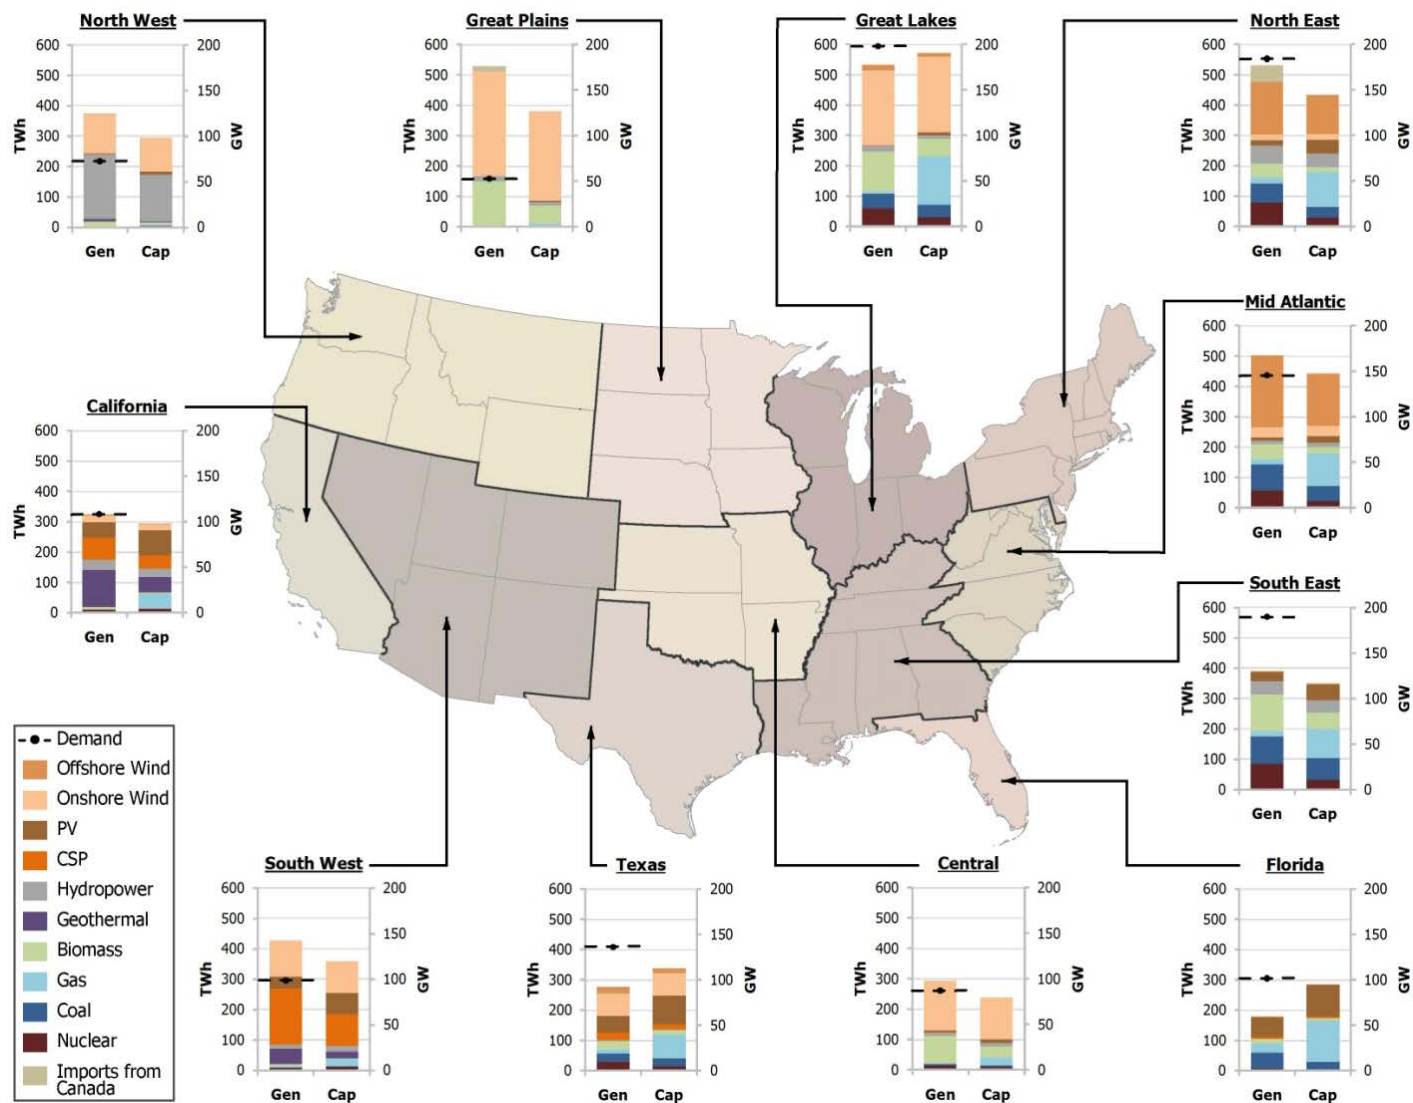 North West
600
500
400
300
200
100
0
TWh
200
150
100
50
0
GW
Gen Cap
Great Plains
600
500
400
300
200
100
0
TWh
200
150
100
50
0
GW
Gen Cap
Great Lakes
600
500
400
300
200
100
0
TWh
200
150
100
50
0
GW
Gen Cap
North East
600
500
400
300
200
100
0
TWh
200
150
100
50
0
GW
Gen Cap
Mid Atlantic
600
500
400
300
200
100
0
TWh
200
150
100
50
0
GW
Gen Cap
California
600
500
400
300
200
100
0
TWh
200
150
100
50
0
GW
Gen Cap
South East
600
500
400
300
200
100
0
TWh
200
150
100
50
0
GW
Gen Cap
Demand
Offshore Wind
Onshore Wind
PV
CSP
Hydropower
Geothermal
Biomass
Gas
Coal
Nuclear
Imports from
Canada
South West
600
500
400
300
200
100
0
TWh
200
150
100
50
0
GW
Gen Cap
Texas
600
500
400
300
200
100
0
TWh
200
150
100
50
0
GW
Gen Cap
Central
600
500
400
300
200
100
0
TWh
200
150
100
50
0
GW
Gen Cap
Florida
600
500
400
300
200
100
0
TWh
200
150
100
50
0
GW
Gen Cap